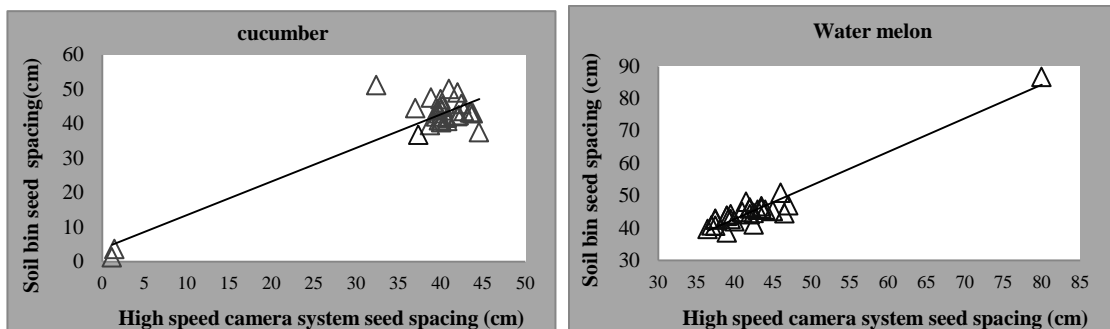 cucumber
60
50
40
30
20
10
0
0 5 10 15 20 25 30 35 40 45 50
Soil bin seed spacing(cm)
High speed camera system seed spacing (cm)
Water melon
90
80
70
60
50
40
30
30 35 40 45 50 55 60 65 70 75 80 85
Soil bin seed spacing (cm)
High speed camera system seed spacing (cm)